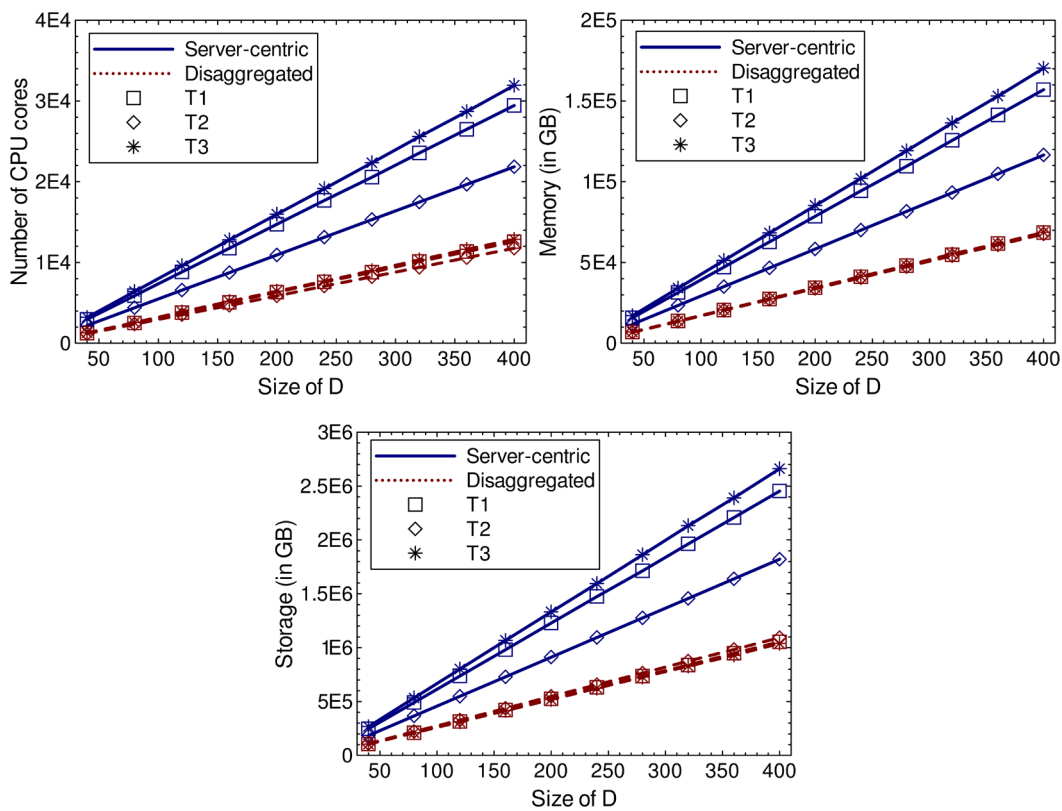 Number of CPU cores
4E4
3E4
2E4
1E4
0
Server-centric
Disaggregated
T1
T2
T3
50 100 150 200 250 300 350 400
Size of D
Memory (in GB)
2E5
1.5E5
1E5
5E4
0
Server-centric
Disaggregated
T1
T2
T3
50 100 150 200 250 300 350 400
Size of D
Storage (in GB)
3E6
2.5E6
2E6
1.5E6
1E6
5E5
0
Server-centric
Disaggregated
T1
T2
T3
50 100 150 200 250 300 350 400
Size of D